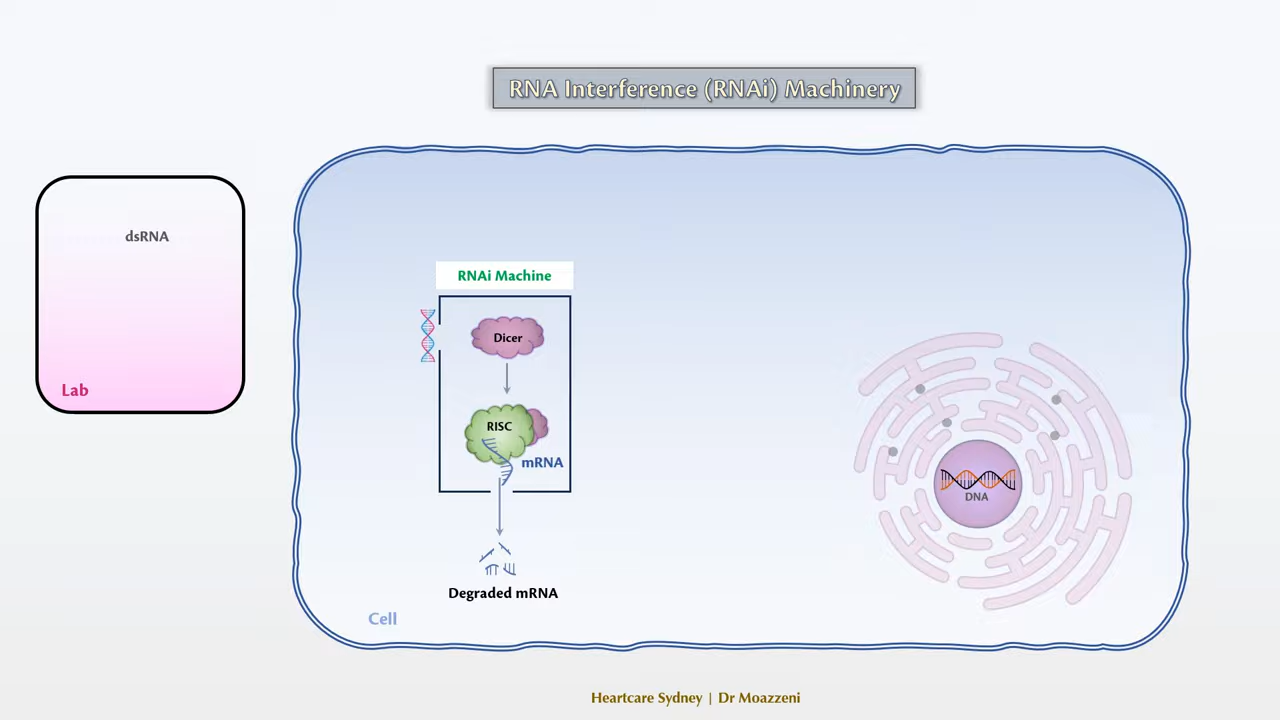 RNA Interference (RNAi) Machinery
dsRNA
Lab
RNAi Machine
Dicer
RISC
mRNA
Degraded mRNA
DNA
Cell
Heartcare Sydney | Dr Moazzeni